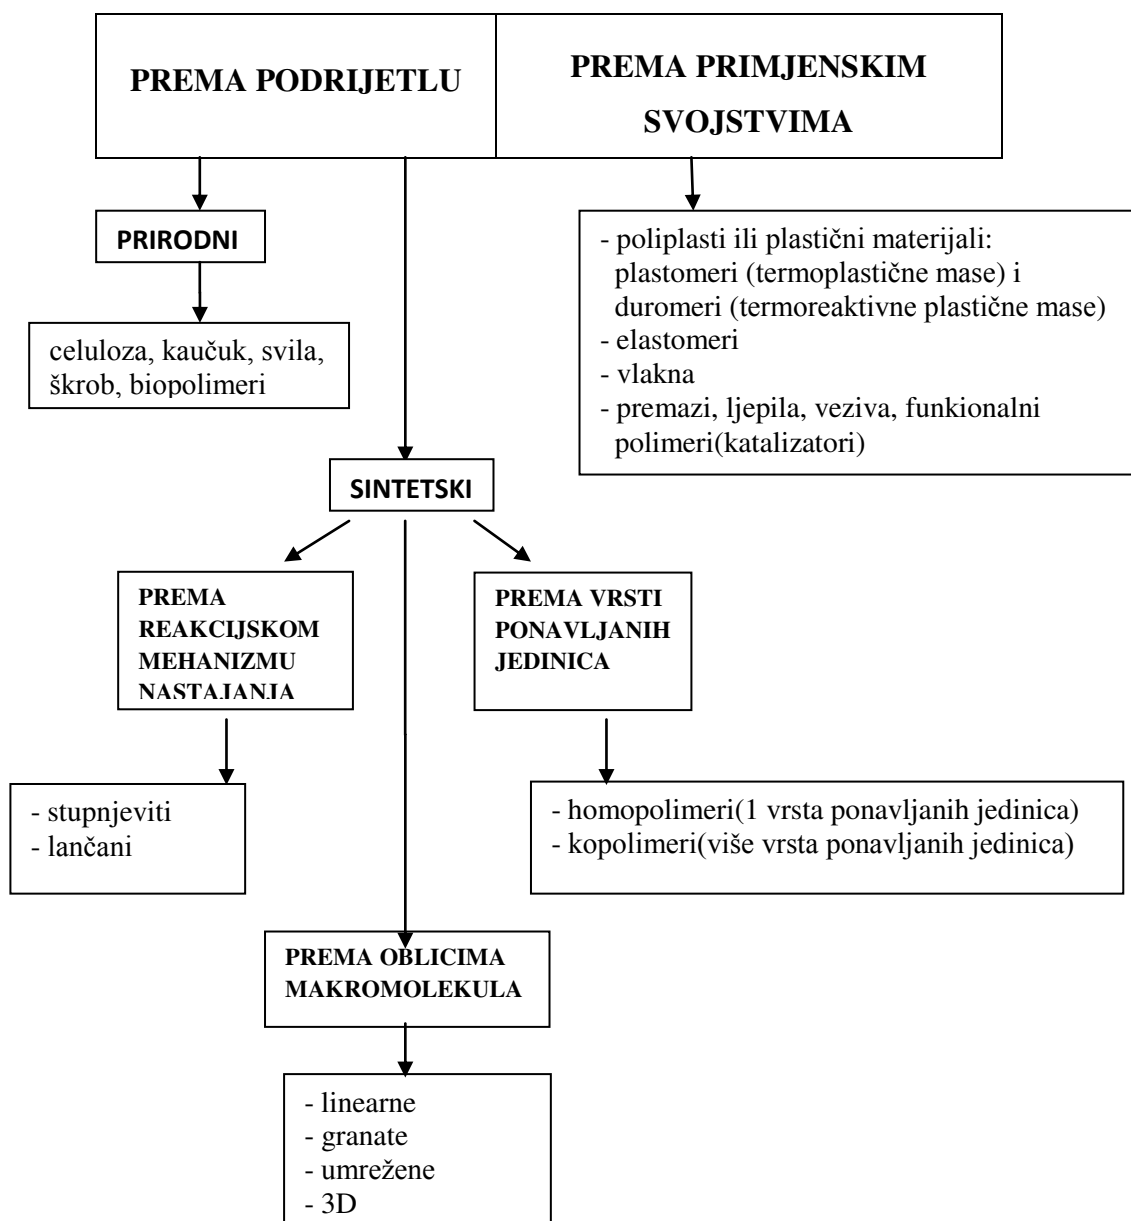 PREMA PODRIJETLU
PREMA PRIMJENSKIM
SVOJSTVIMA
PRIRODNI
celuloza, kaučuk, svila,
škrob, biopolimeri
- poliplasti ili plastični materijali:
plastomeri (termoplastične mase) i
duromeri (termoreaktivne plastične mase)
- elastomeri
- vlakna
- premazi, ljepila, veziva, funkionalni
polimeri(katalizatori)
SINTETSKI
PREMA
REAKCIJSKOM
MEHANIZMU
NASTAJANJA
PREMA VRSTI
PONAVLJANIH
JEDINICA
- stupnjeviti
- lančani
- homopolimeri(1 vrsta ponavljanih jedinica)
- kopolimeri(više vrsta ponavljanih jedinica)
PREMA OBLICIMA
MAKROMOLEKULA
- linearne
- granate
- umrežene
- 3D